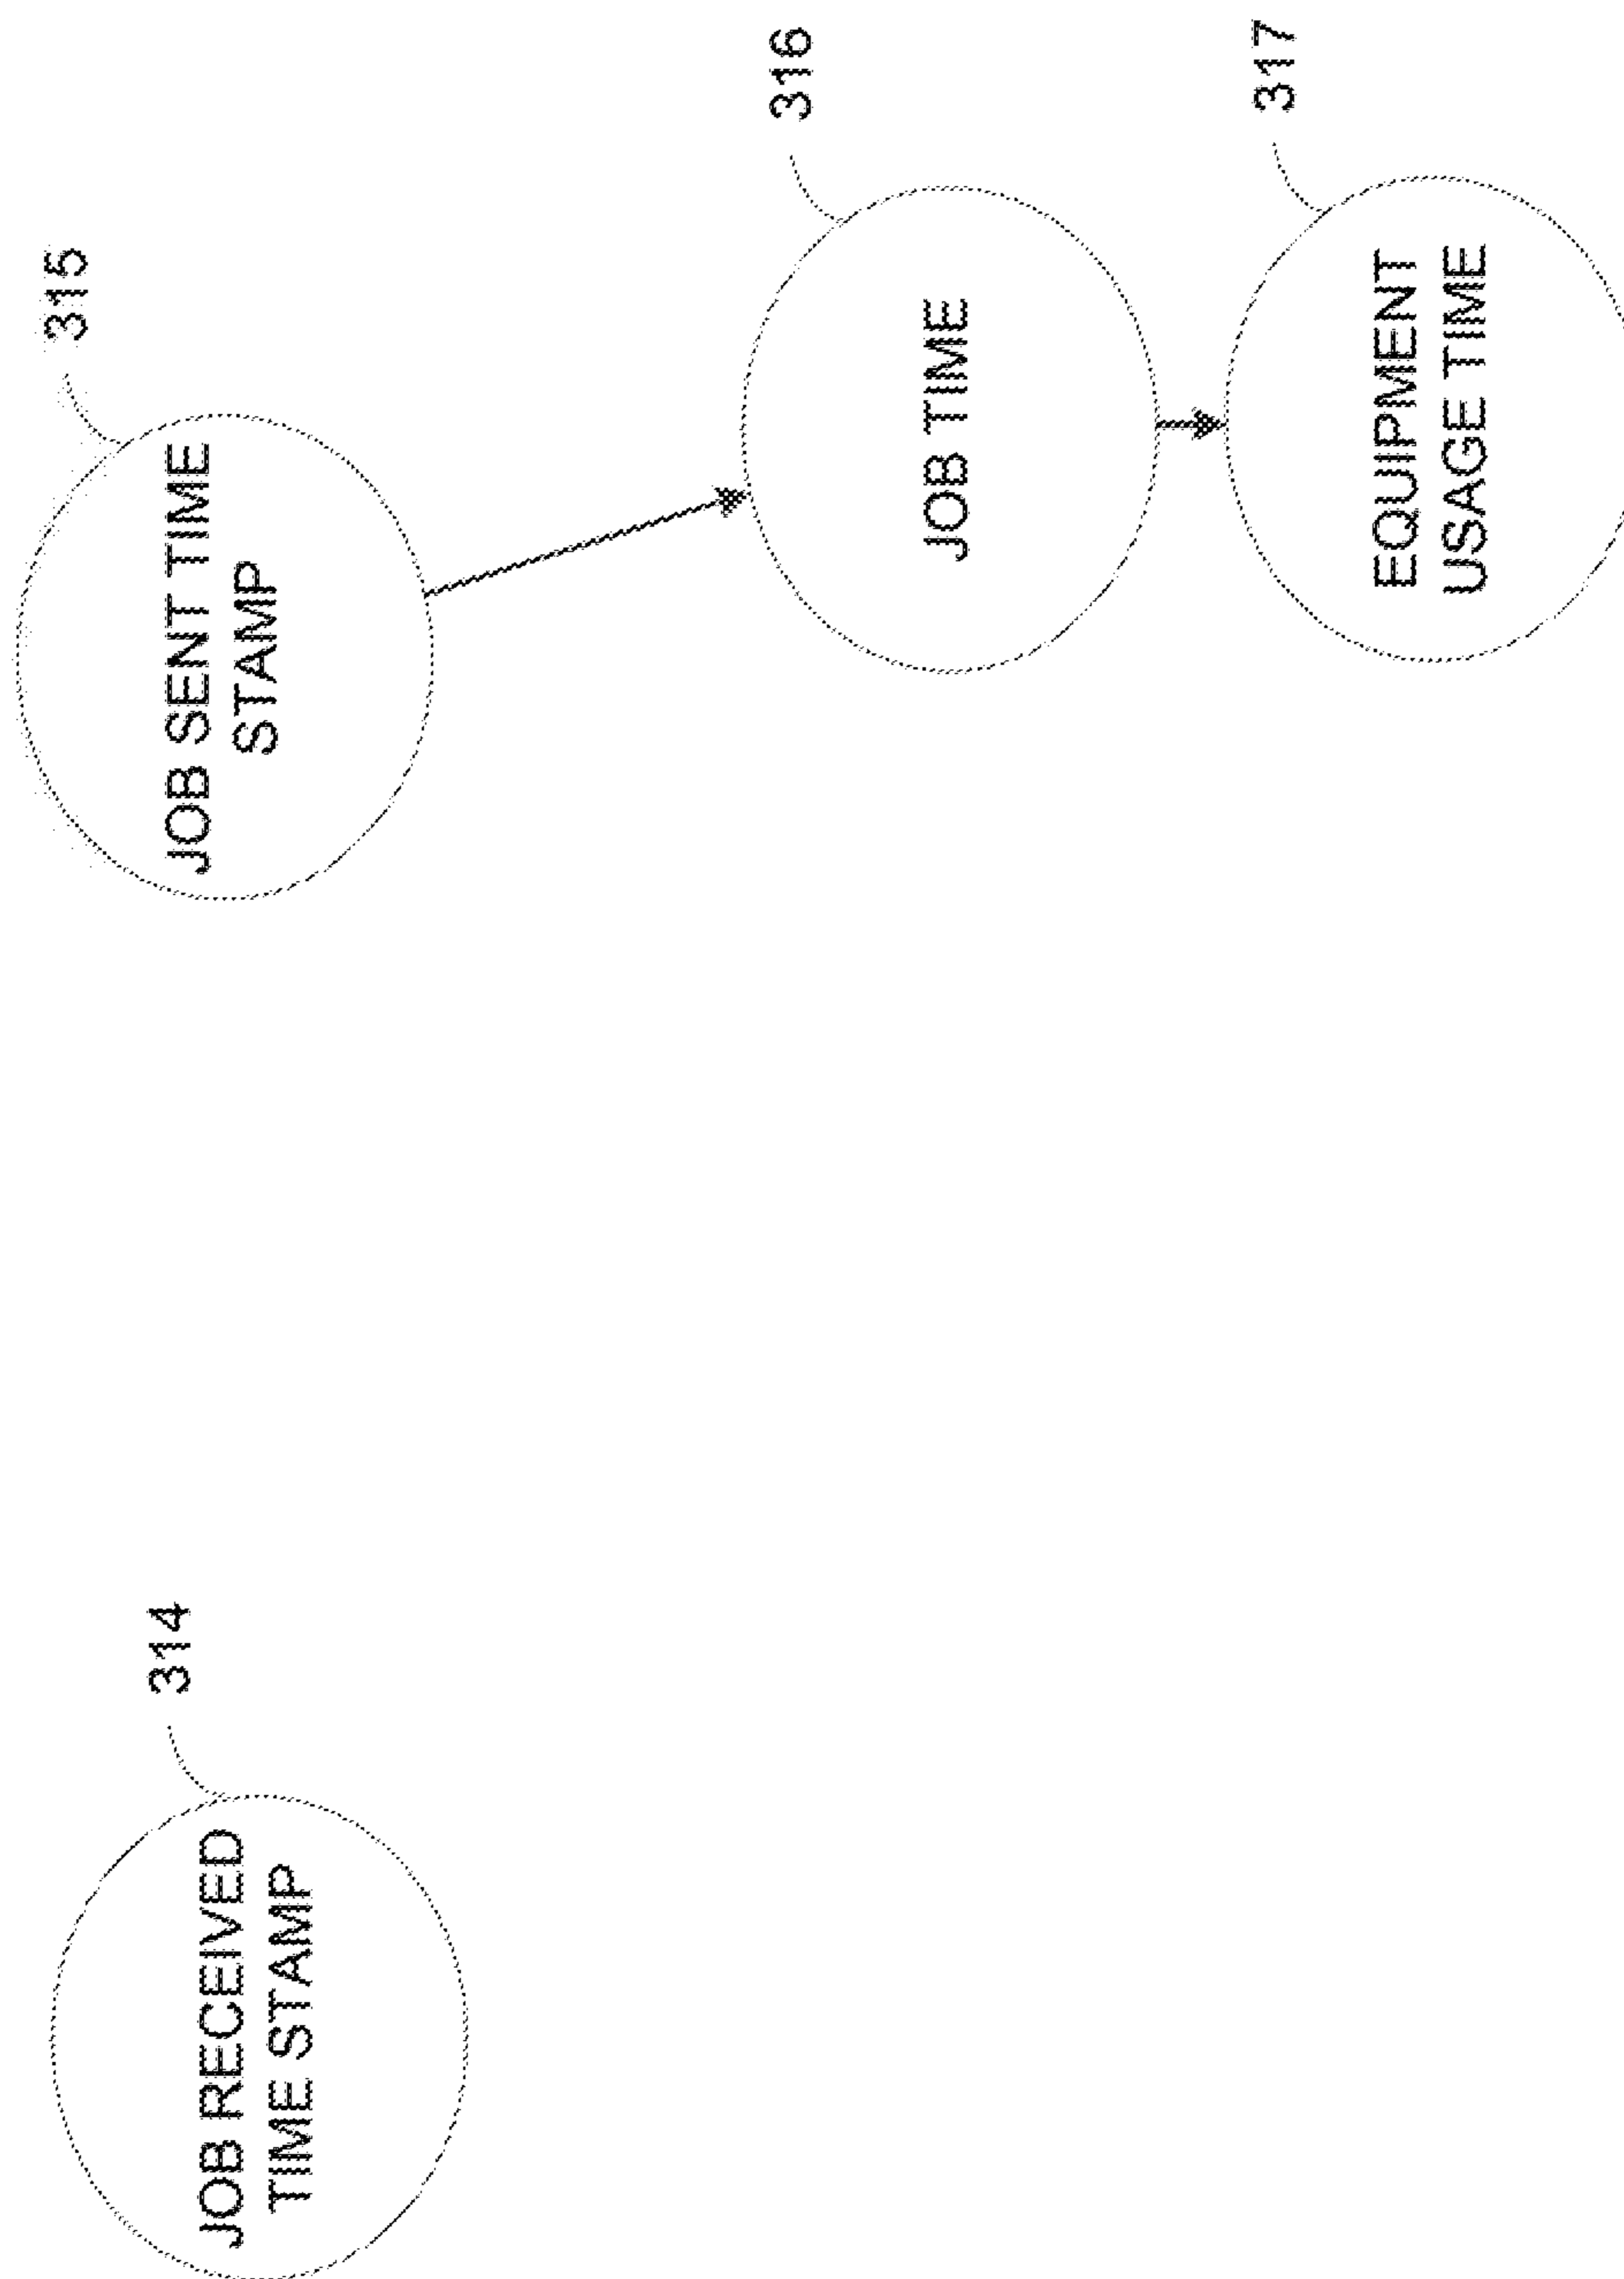 314
JOB RECEIVED
TIME STAMP
315
JOB SENT TIME
STAMP
316
JOB TIME
317
EQUIPMENT
USAGE TIME